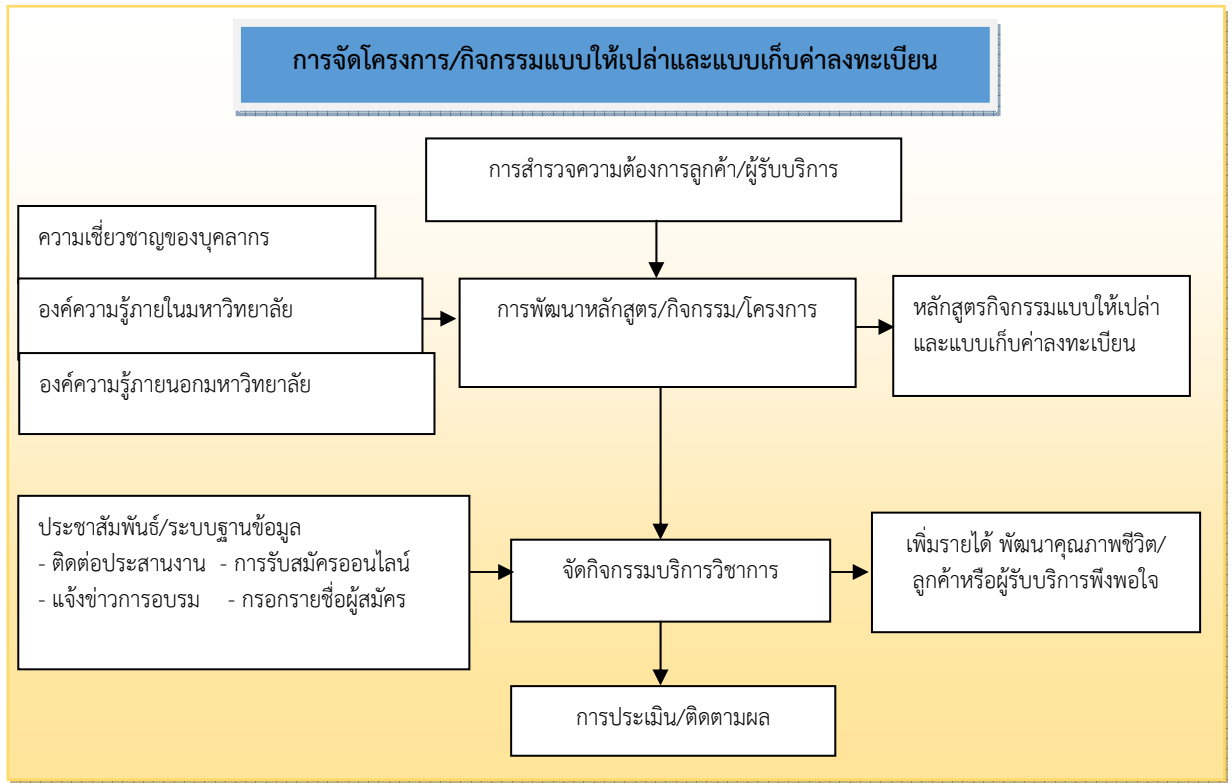 การจัดโครงการ/กิจกรรมแบบให้เปล่าและแบบเก็บค่าลงทะเบียน
การสำรวจความต้องการลูกค้า/ผู้รับบริการ
ความเชี่ยวชาญของบุคลากร
องค์ความรู้ภายในมหาวิทยาลัย
องค์ความรู้ภายนอกมหาวิทยาลัย
การพัฒนาหลักสูตร/กิจกรรม/โครงการ
หลักสูตรกิจกรรมแบบให้เปล่า
และแบบเก็บค่าลงทะเบียน
ประชาสัมพันธ์/ระบบฐานข้อมูล
- ติดต่อประสานงาน - การรับสมัครออนไลน์
- แจ้งข่าวการอบรม - กรอกรายชื่อผู้สมัคร
จัดกิจกรรมบริการวิชาการ
เพิ่มรายได้ พัฒนาคุณภาพชีวิต/
ลูกค้าหรือผู้รับบริการพึงพอใจ
การประเมิน/ติดตามผล